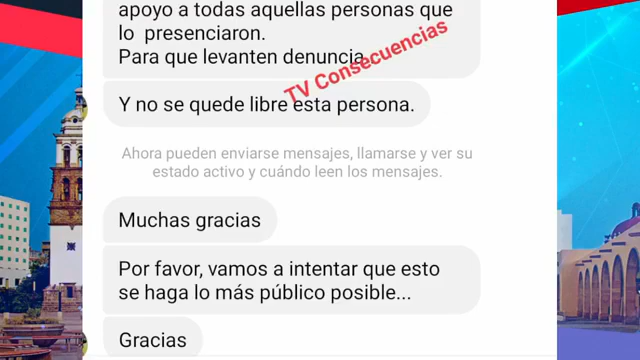 apoyo a todas aquellas personas que
lo presenciaron.
Para que levanten denuncia
TV Consecuencias
Y no se quede libre esta persona.
Ahora pueden enviarse mensajes, llamarse y ver su
estado activo y cuándo leen los mensajes.
Muchas gracias
Por favor, vamos a intentar que esto
se haga lo más público posible...
Gracias